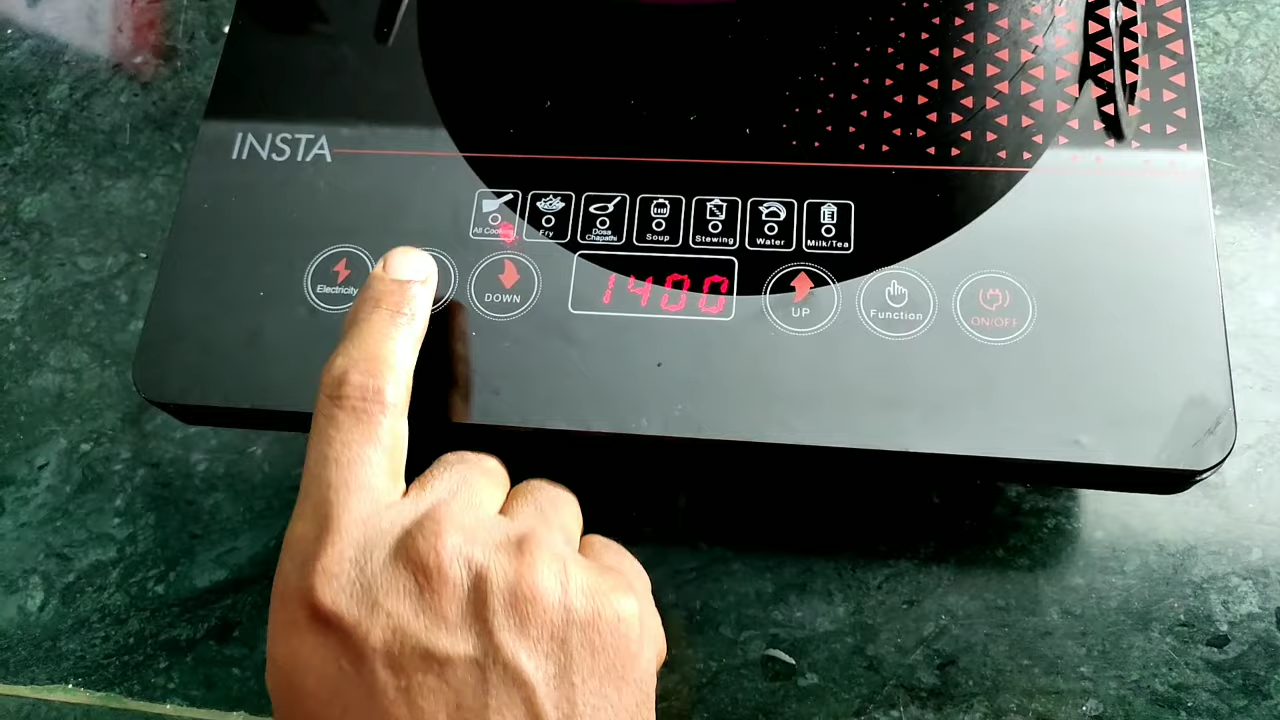 INSTA
All Cooking
Fry
Dosa
Chapathi
Soup
Stewing
Water
Milk/Tea
Electricity
DOWN
1400
UP
Function
ON/OFF